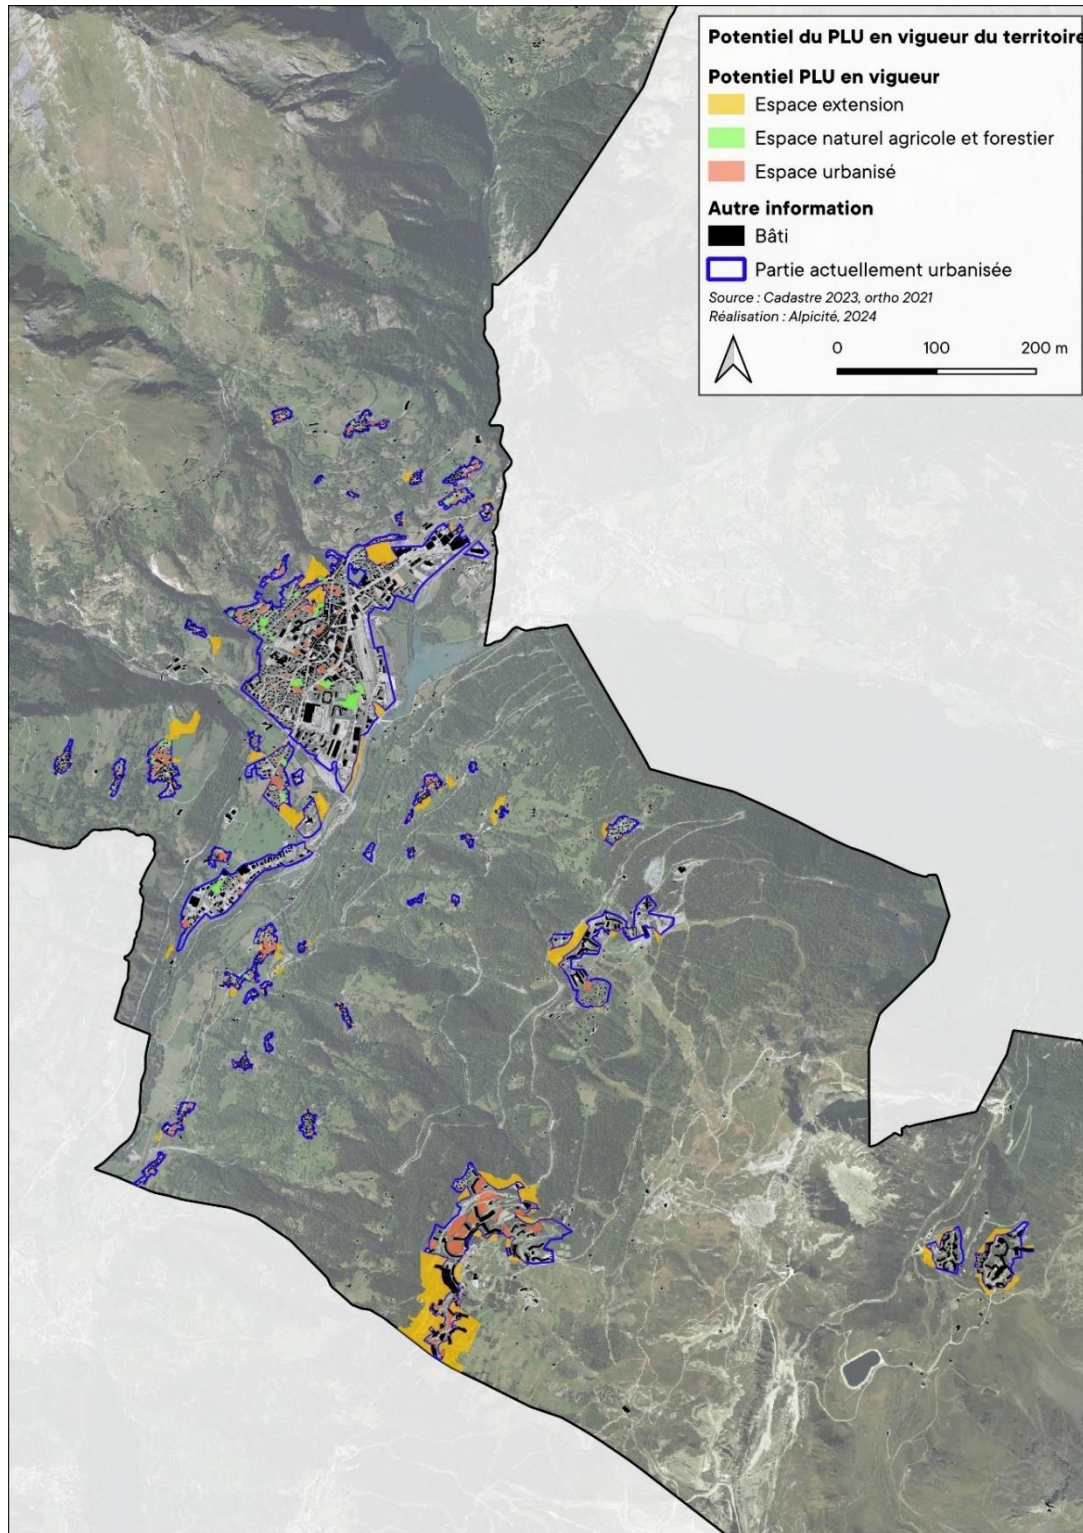 Potentiel du PLU en vigueur du territoire
Potentiel PLU en vigueur
Espace extension
Espace naturel agricole et forestier
Espace urbanisé
Autre information
Bâti
Partie actuellement urbanisée
Source : Cadastre 2023, ortho 2021
Réalisation : Alpicité, 2024
0 100 200 m